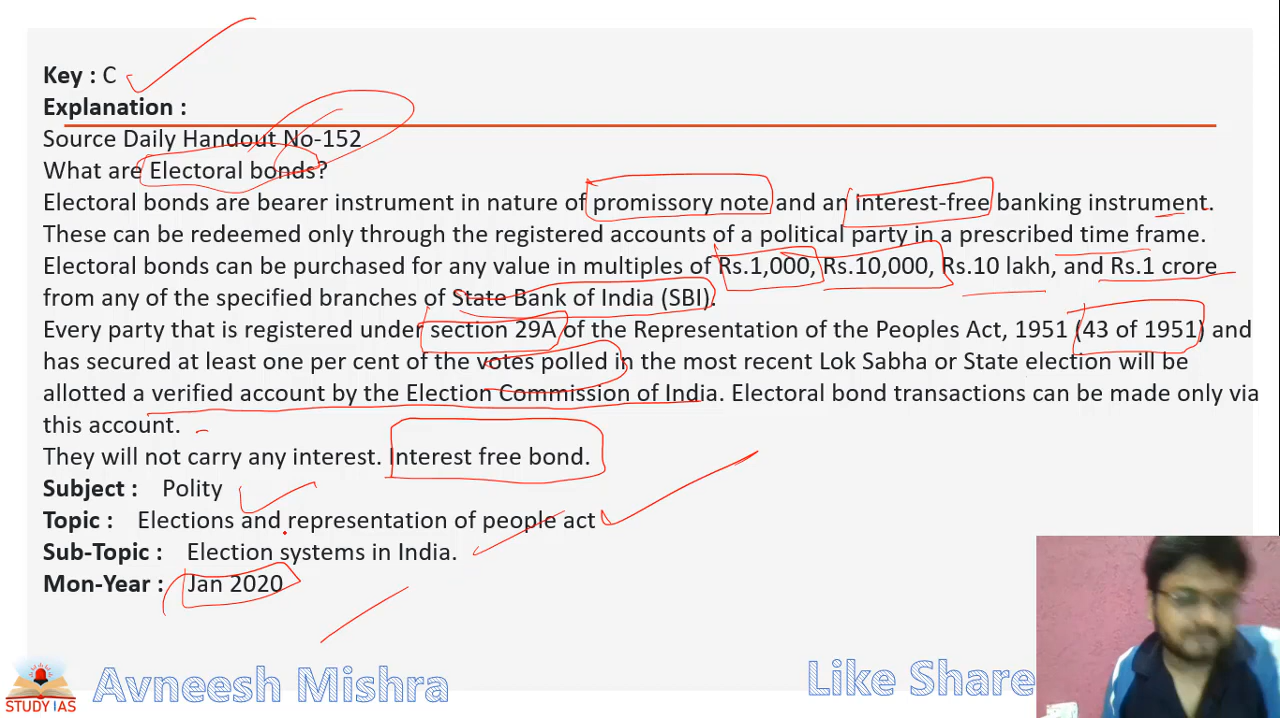 Key : C
Explanation :
Source Daily Handout No-152
What are Electoral bonds?
Electoral bonds are bearer instrument in nature of promissory note and an interest-free banking instrument.
These can be redeemed only through the registered accounts of a political party in a prescribed time frame.
Electoral bonds can be purchased for any value in multiples of Rs.1,000, Rs.10,000, Rs.10 lakh, and Rs.1 crore
from any of the specified branches of State Bank of India (SBI).
Every party that is registered under section 29A of the Representation of the Peoples Act, 1951 (43 of 1951) and
has secured at least one per cent of the votes polled in the most recent Lok Sabha or State election will be
allotted a verified account by the Election Commission of India. Electoral bond transactions can be made only via
this account.
They will not carry any interest. Interest free bond.
Subject : Polity
Topic : Elections and representation of people act
Sub-Topic : Election systems in India.
Mon-Year : Jan 2020
STUDY IAS
Avneesh Mishra
Like Share